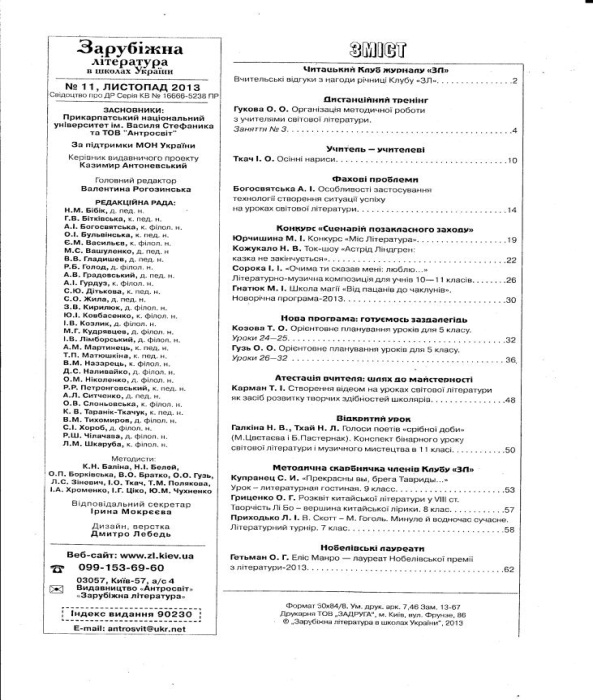 Зарубіжна
література
в школах України
№ 11, ЛИСТОПАД 2013
Свідоцтво про ДР Серія КВ № 16666-5238 ПР
ЗАСНОВНИКИ:
Прикарпатський національний
університет ім. Василя Стефаника
та ТОВ "Антросвіт"
За підтримки МОН України
Керівник видавничого проекту
Казимир Антоневський
Головний редактор
Валентина Рогозинська
РЕДАКЦІЙНА РАДА:
Н.М. Бібік, д. пед. н.
Г.В. Бітківська, к. пед. н.
А.І. Богосвятська, к. філол. н.
О.І. Бульвінська, к. пед. н.
Є.М. Васильєв, к. філол. н.
М.С. Вашуленко, д. пед. н.
В.В. Гладишев, д. пед. н.
Р.Б. Голод, д. філол. н.
А.В. Градовський, д. пед. н.
А.І. Гурдуз, к. філол. н.
С.Ю. Дітькова, к. пед. н.
С.О. Жила, д. пед. н.
З.В. Кирилюк, д. філол. н.
Ю.І. Ковбасенко, к. філол. н.
І.В. Козлик, д. філол. н.
М.Г. Кудрявцев, д. філол. н.
І.В. Лімборський, д. філол. н.
А.М. Мартинець, к. пед. н.
Т.П. Матюшкіна, к. пед. н.
В.М. Назарець, к. філол. н.
Д.С. Наливайко, д. філол. н.
О.М. Ніколенко, д. філол. н.
Р.Р. Петронговський, к. пед. н.
А.Л. Ситченко, д. пед. н.
О.В. Слоньовська, к. філол. н.
К. В. Таранік-Ткачук, к. пед. н.
В.М. Тихомиров, д. філол. н.
С.І. Хороб, д. філол. н.
Р.Ш. Чілачава, д. філол. н.
Л.М. Шкаруба, к. філол. н.
Методисти:
К.Н. Баліна, Н.І. Белей,
О.П. Борківська, В.О. Братко, О.О. Гузь,
Л.С. Зінович, І.О. Ткач, Т.М. Полякова,
І.А. Хроменко, І.Г. Ціко, Ю.М. Чухненко
Відповідальний секретар
Ірина Мокреєва
Дизайн, верстка
Дмитро Лебедь
Веб-сайт: www.zl.kiev.ua
099-153-69-60
03057, Київ-57, а/с 4
Видавництво «Антросвіт»
«Зарубіжна література»
Індекс видання 90230
E-mail: antrosvit@ukr.net
ЗМІСТ
Читацький Клуб журналу «ЗЛ»
Вчительські відгуки з нагоди річниці Клубу «ЗЛ». 2
Дистанційний тренінг
Гукова О. О. Організація методичної роботи
з учителями світової літератури.
Заняття № 3. 4
Учитель – учителеві
Ткач І. О. Осінні нариси. 10
Фахові проблеми
Богосвятська А. І. Особливості застосування
технології створення ситуації успіху
на уроках світової літератури. 14
Конкурс «Сценарій позакласного заходу»
Юрчишина М. І. Конкурс «Міс Література». 19
Кожукало Н. В. Ток-шоу «Астрід Ліндґрен:
казка не закінчується». 22
Сорока І. І. «Очима ти сказав мені: люблю...»
Літературно-музична композиція для учнів 10—11 класів. 26
Гнатюк М. І. Школа магії «Від пацанів до чаклунів».
Новорічна програма-2013. 30
Нова програма: готуємось заздалегідь
Козова Т. О. Орієнтовне планування уроків для 5 класу.
Уроки 24–25. 32
Гузь О. О. Орієнтовне планування уроків для 5 класу.
Уроки 26–32 36
Атестація вчителя: шлях до майстерності
Карман Т. І. Створення відеом на уроках світової літератури
як засіб розвитку творчих здібностей школярів. 48
Відкритий урок
Галкіна Н. В., Тхай Н. Л. Голоси поетів «срібної доби»
(М.Цвєтаєва і Б.Пастернак). Конспект бінарного уроку
світової літератури і музичного мистецтва в 11 класі. 50
Методична скарбничка членів Клубу «ЗЛ»
Купранец С. И. «Прекрасны вы, брега Тавриды...»
Урок – литературная гостиная. 9 класс. 53
Гриценко О. Г. Розквіт китайської літератури у VIII ст.
Творчість Лі Бо – вершина китайської лірики. 8 клас. 57
Приходько Л. І. В. Скотт – М. Гоголь. Минуле й водночас сучасне.
Літературний турнір. 7 клас. 58
Нобелівські лауреати
Гетьман О. Г. Еліс Манро — лауреат Нобелівської премії
з літератури-2013. 62
Формат 50х84/8. Ум. друк. арк. 7,46 Зам. 13-67
Друкарня ТОВ „ЗАДРУГА", м. Київ, вул. Фрунзе, 86
© „Зарубіжна література в школах України", 2013